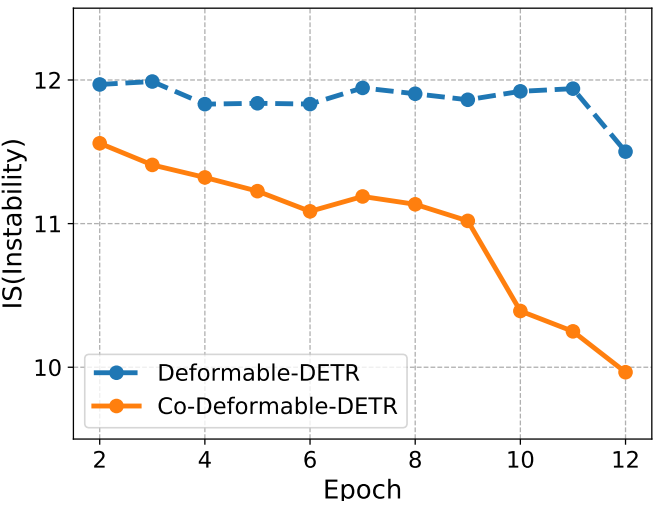 12
11
10
IS(Instability)
Deformable-DETR
Co-Deformable-DETR
2 4 6 8 10 12
Epoch